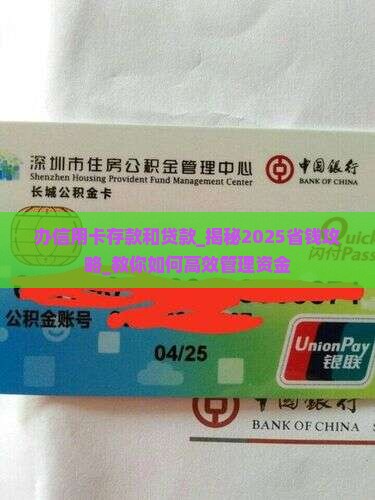 深圳市住房公积金管理中心
Shenzhen Housing Provident Fund Management Center
中国银行
BANK OF CHINA
长城公积金卡
办信用卡存款和贷款_揭秘2025省钱攻
略_教你如何高效管理资金
公积金账号
04/25
UnionPay
银联
中国银行
BANK OF CHINA